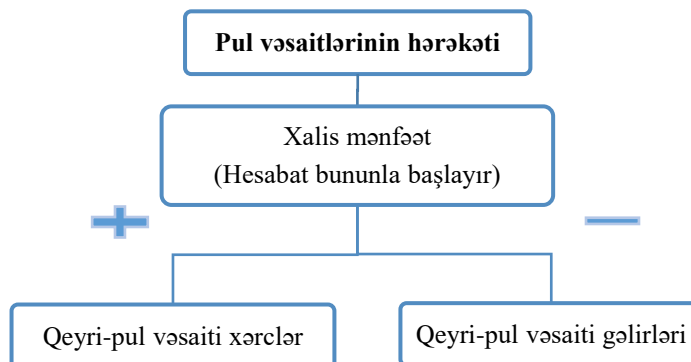 Pul vəsaitlərinin hərəkəti
Xalis mənfəət
(Hesabat bununla başlayır)
Qeyri-pul vəsaiti xərclər
Qeyri-pul vəsaiti gəlirləri